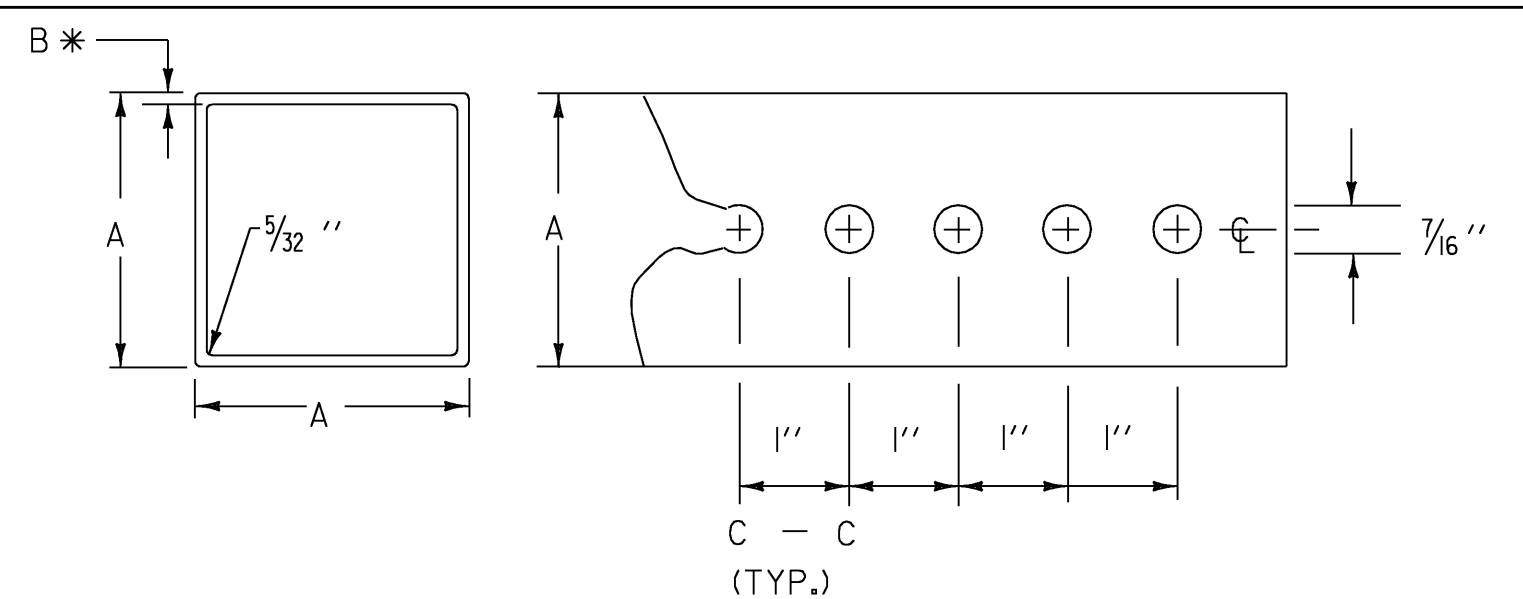 B *
A
5/32 ''
A
A
℄
7/16 ''
1'' 1'' 1'' 1''
C - C
(TYP.)